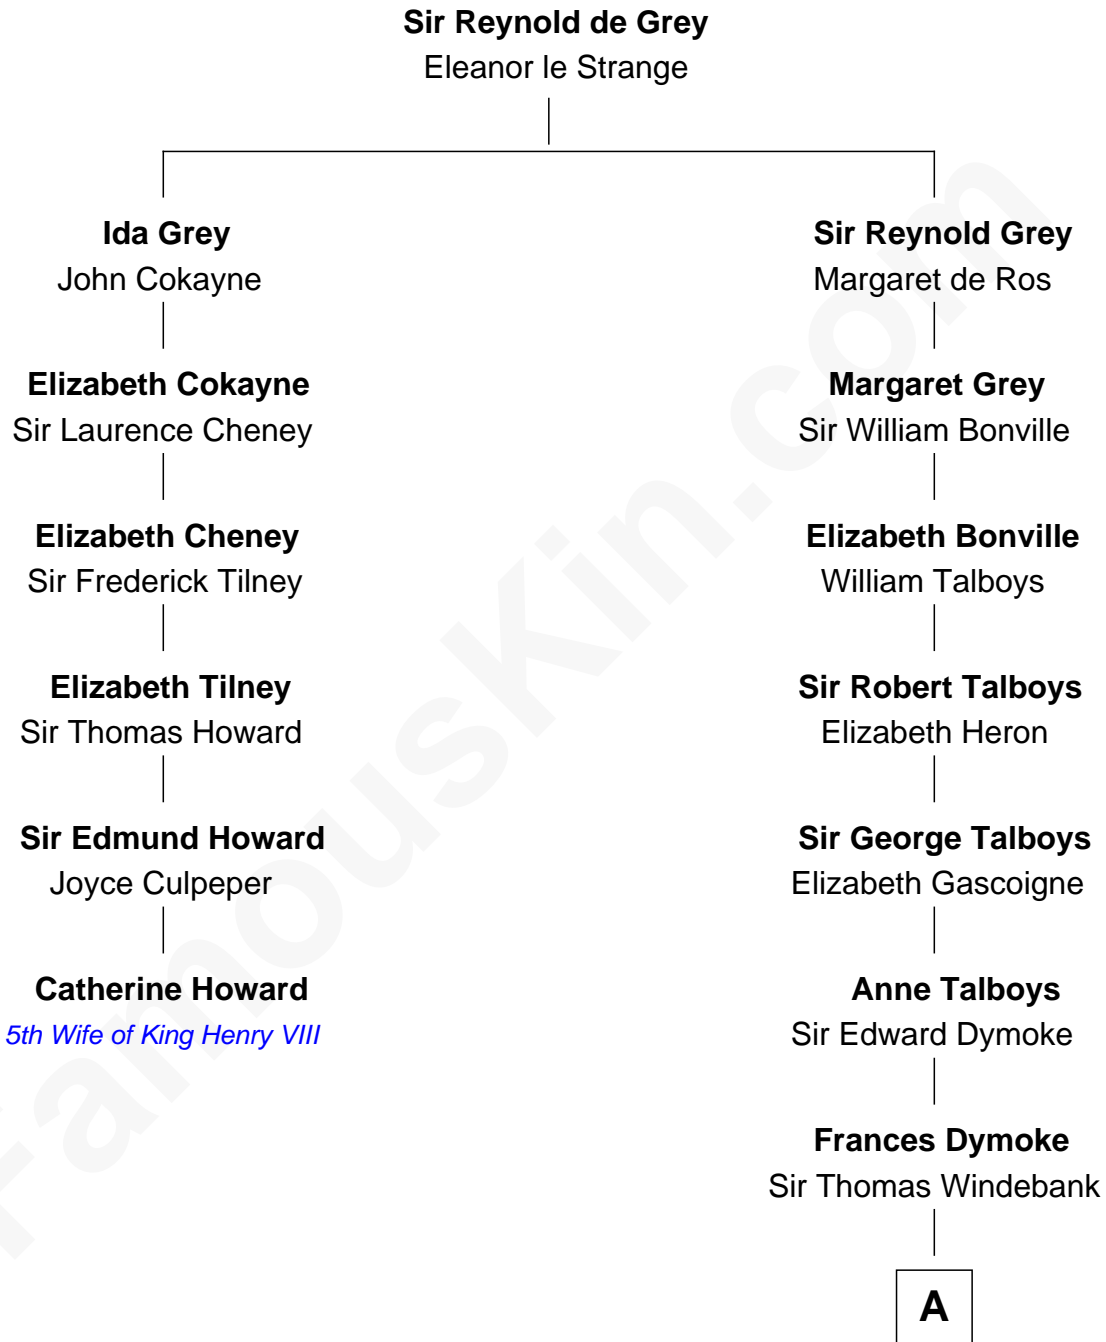 Sir Reynold de Grey
Eleanor le Strange
Ida Grey
John Cokayne
Elizabeth Cokayne
Sir Laurence Cheney
Elizabeth Cheney
Sir Frederick Tilney
Elizabeth Tilney
Sir Thomas Howard
Sir Edmund Howard
Joyce Culpeper
Catherine Howard
5th Wife of King Henry VIII
Sir Reynold Grey
Margaret de Ros
Margaret Grey
Sir William Bonville
Elizabeth Bonville
William Talboys
Sir Robert Talboys
Elizabeth Heron
Sir George Talboys
Elizabeth Gascoigne
Anne Talboys
Sir Edward Dymoke
Frances Dymoke
Sir Thomas Windebank
A
FamousKin.com